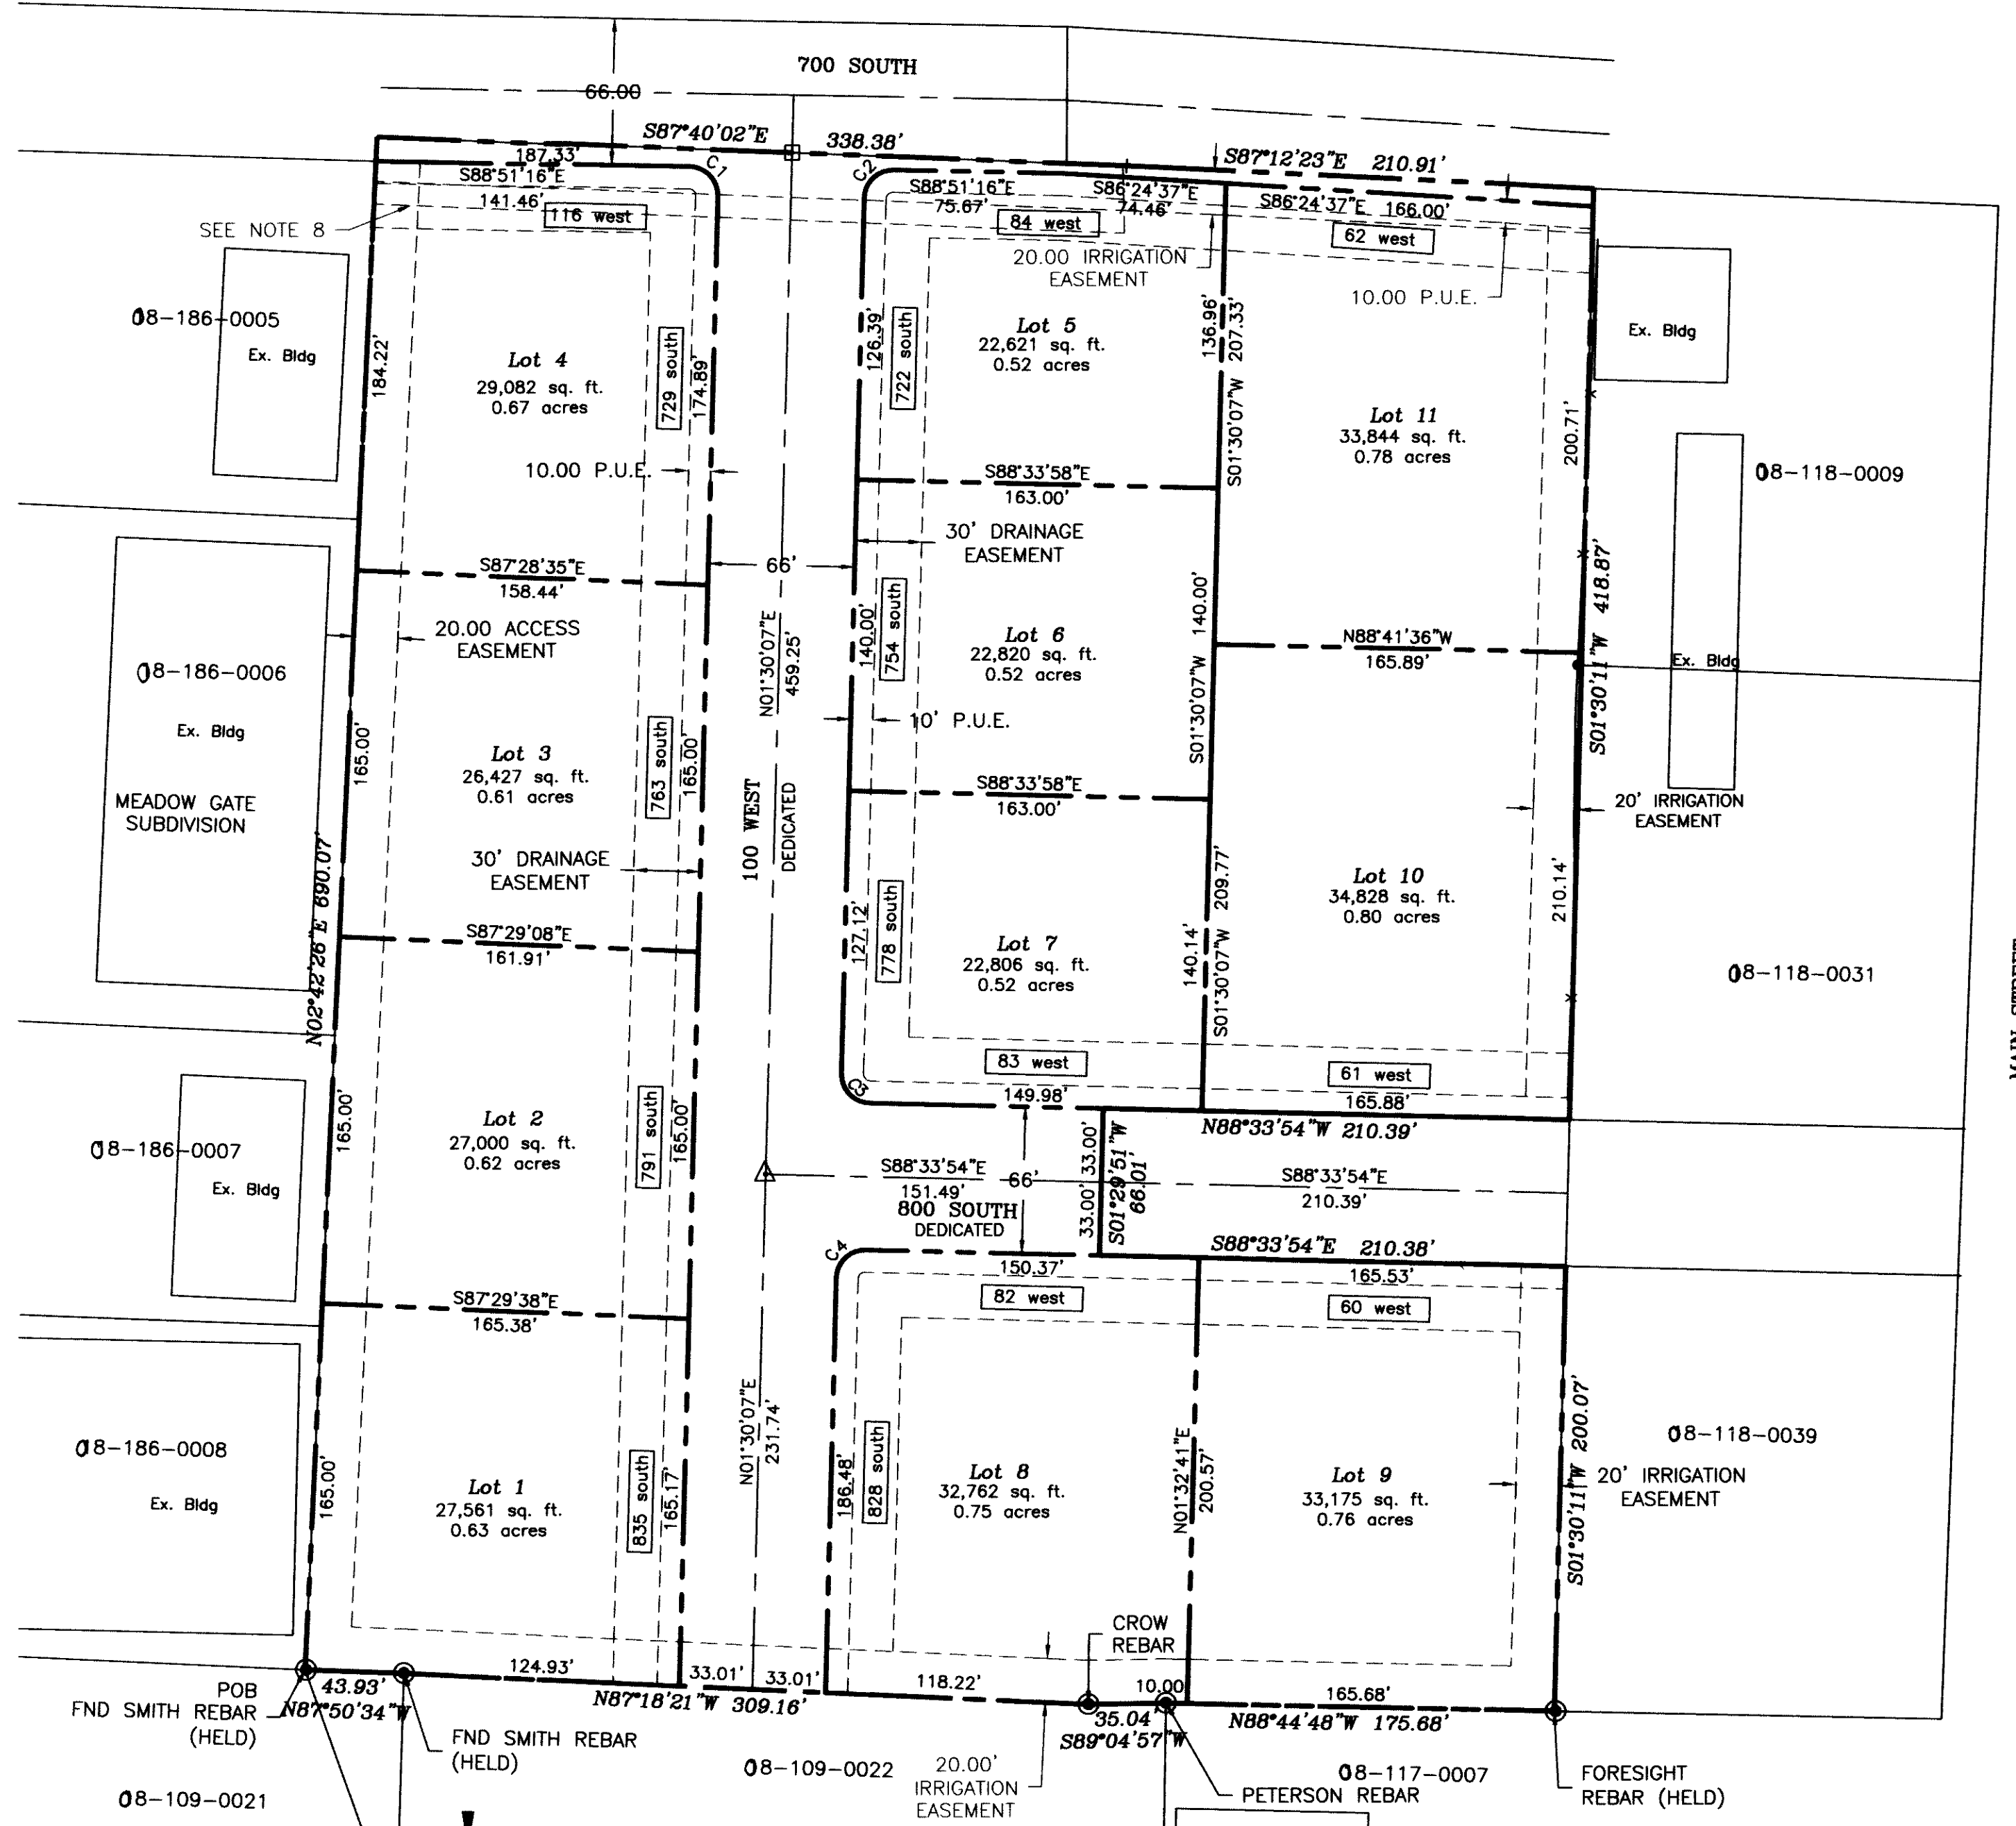 700 SOUTH
66.00
S87°40'02"E 338.38'
S87°12'23"E 210.91'
187.33'
C1
C2
S88°51'16"E
141.46'
116 west
SEE NOTE 8
S88°51'16"E
75.67'
S86°24'37"E
74.46'
84 west
S86°24'37"E 166.00'
62 west
20.00 IRRIGATION
EASEMENT
10.00 P.U.E.
08-186-0005
Ex. Bldg
184.22'
Lot 4
29,082 sq. ft.
0.67 acres
729 south
174.89'
10.00 P.U.E.
126.39'
722 south
Lot 5
22,621 sq. ft.
0.52 acres
136.96'
S01°30'07"W 207.33'
Lot 11
33,844 sq. ft.
0.78 acres
200.71'
Ex. Bldg
08-118-0009
S88°33'58"E
163.00'
30' DRAINAGE
EASEMENT
66'
S87°28'35"E
158.44'
20.00 ACCESS
EASEMENT
N01°30'07"E
459.25'
140.00'
754 south
Lot 6
22,820 sq. ft.
0.52 acres
S01°30'07"W 140.00'
N88°41'36"W
165.89'
S01°30'11"W 418.87'
Ex. Bldg
08-186-0006
Ex. Bldg
MEADOW GATE
SUBDIVISION
165.00'
Lot 3
26,427 sq. ft.
0.61 acres
763 south
165.00'
10' P.U.E.
100 WEST
DEDICATED
S88°33'58"E
163.00'
20' IRRIGATION
EASEMENT
30' DRAINAGE
EASEMENT
N02°42'26"E 690.07'
S87°29'08"E
161.91'
127.12'
778 south
Lot 7
22,806 sq. ft.
0.52 acres
140.14'
S01°30'07"W 209.77'
Lot 10
34,828 sq. ft.
0.80 acres
210.14'
08-118-0031
MAIN STREET
83 west
61 west
C3
149.98'
165.88'
N88°33'54"W 210.39'
08-186-0007
Ex. Bldg
165.00'
Lot 2
27,000 sq. ft.
0.62 acres
791 south
165.00'
S88°33'54"E
151.49'
66'
33.00' 33.00'
S01°29'51"W
66.01'
S88°33'54"E
210.39'
800 SOUTH
DEDICATED
C4
S88°33'54"E 210.38'
150.37'
165.53'
82 west
60 west
S87°29'38"E
165.38'
08-186-0008
Ex. Bldg
165.00'
Lot 1
27,561 sq. ft.
0.63 acres
835 south
165.17'
N01°30'07"E
231.74'
186.48'
828 south
Lot 8
32,762 sq. ft.
0.75 acres
N01°32'41"E
200.57'
Lot 9
33,175 sq. ft.
0.76 acres
S01°30'11"W 200.07'
08-118-0039
20' IRRIGATION
EASEMENT
CROW
REBAR
POB
FND SMITH REBAR
(HELD)
43.93'
N87°50'34"W
124.93'
33.01'
33.01'
118.22'
N87°18'21"W 309.16'
10.00'
35.04'
S89°04'57"W
165.68'
N88°44'48"W 175.68'
FND SMITH REBAR
(HELD)
08-109-0022
20.00'
IRRIGATION
EASEMENT
08-117-0007
PETERSON REBAR
FORESIGHT
REBAR (HELD)
08-109-0021